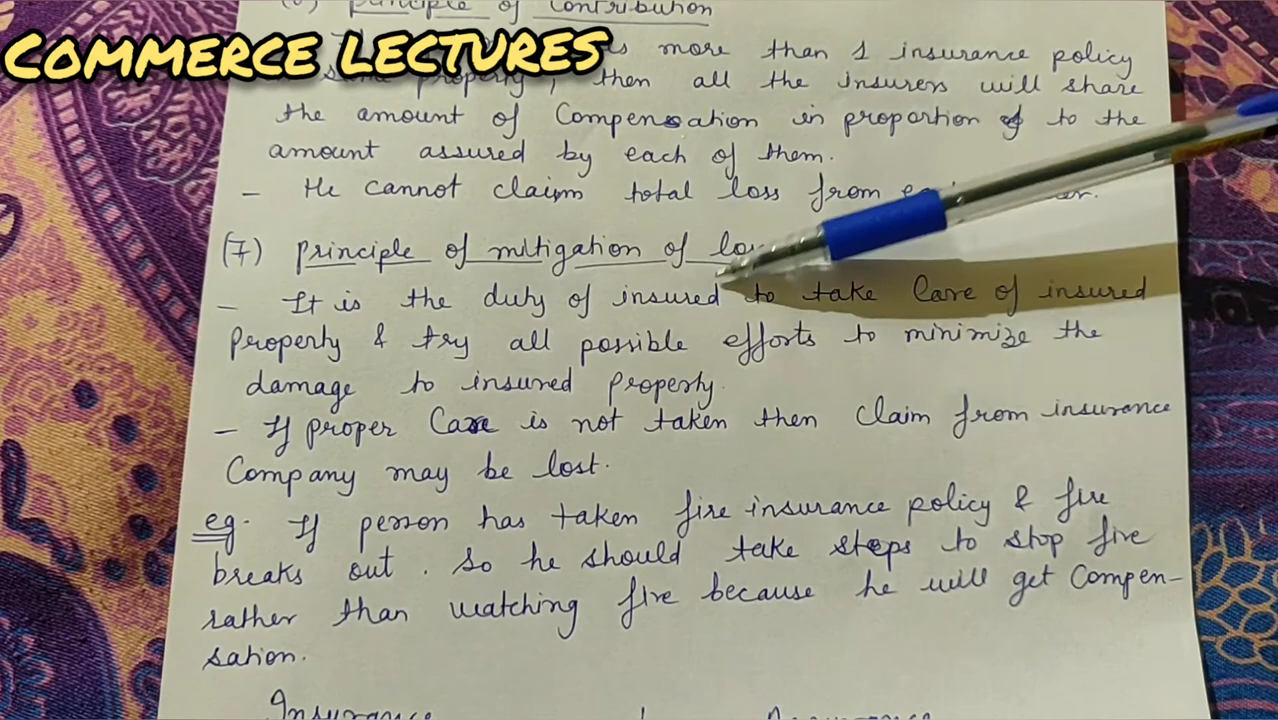 COMMERCE LECTURES
Principle of Contribution
more than 1 insurance policy
property, then all the insurers will share
the amount of Compensation in proportion of to the
amount assured by each of them.
- He cannot claim total loss from
(7) principle of mitigation of
- It is the duty of insured to take Care of insured
Property & try all possible efforts to minimize the
damage to insured property.
- If proper Care is not taken then Claim from insurance
Company may be lost.
eg. If person has taken fire insurance policy & fire
breaks out. So he should take steps to stop fire
rather than watching fire because he will get Compen-
sation.
Insurance